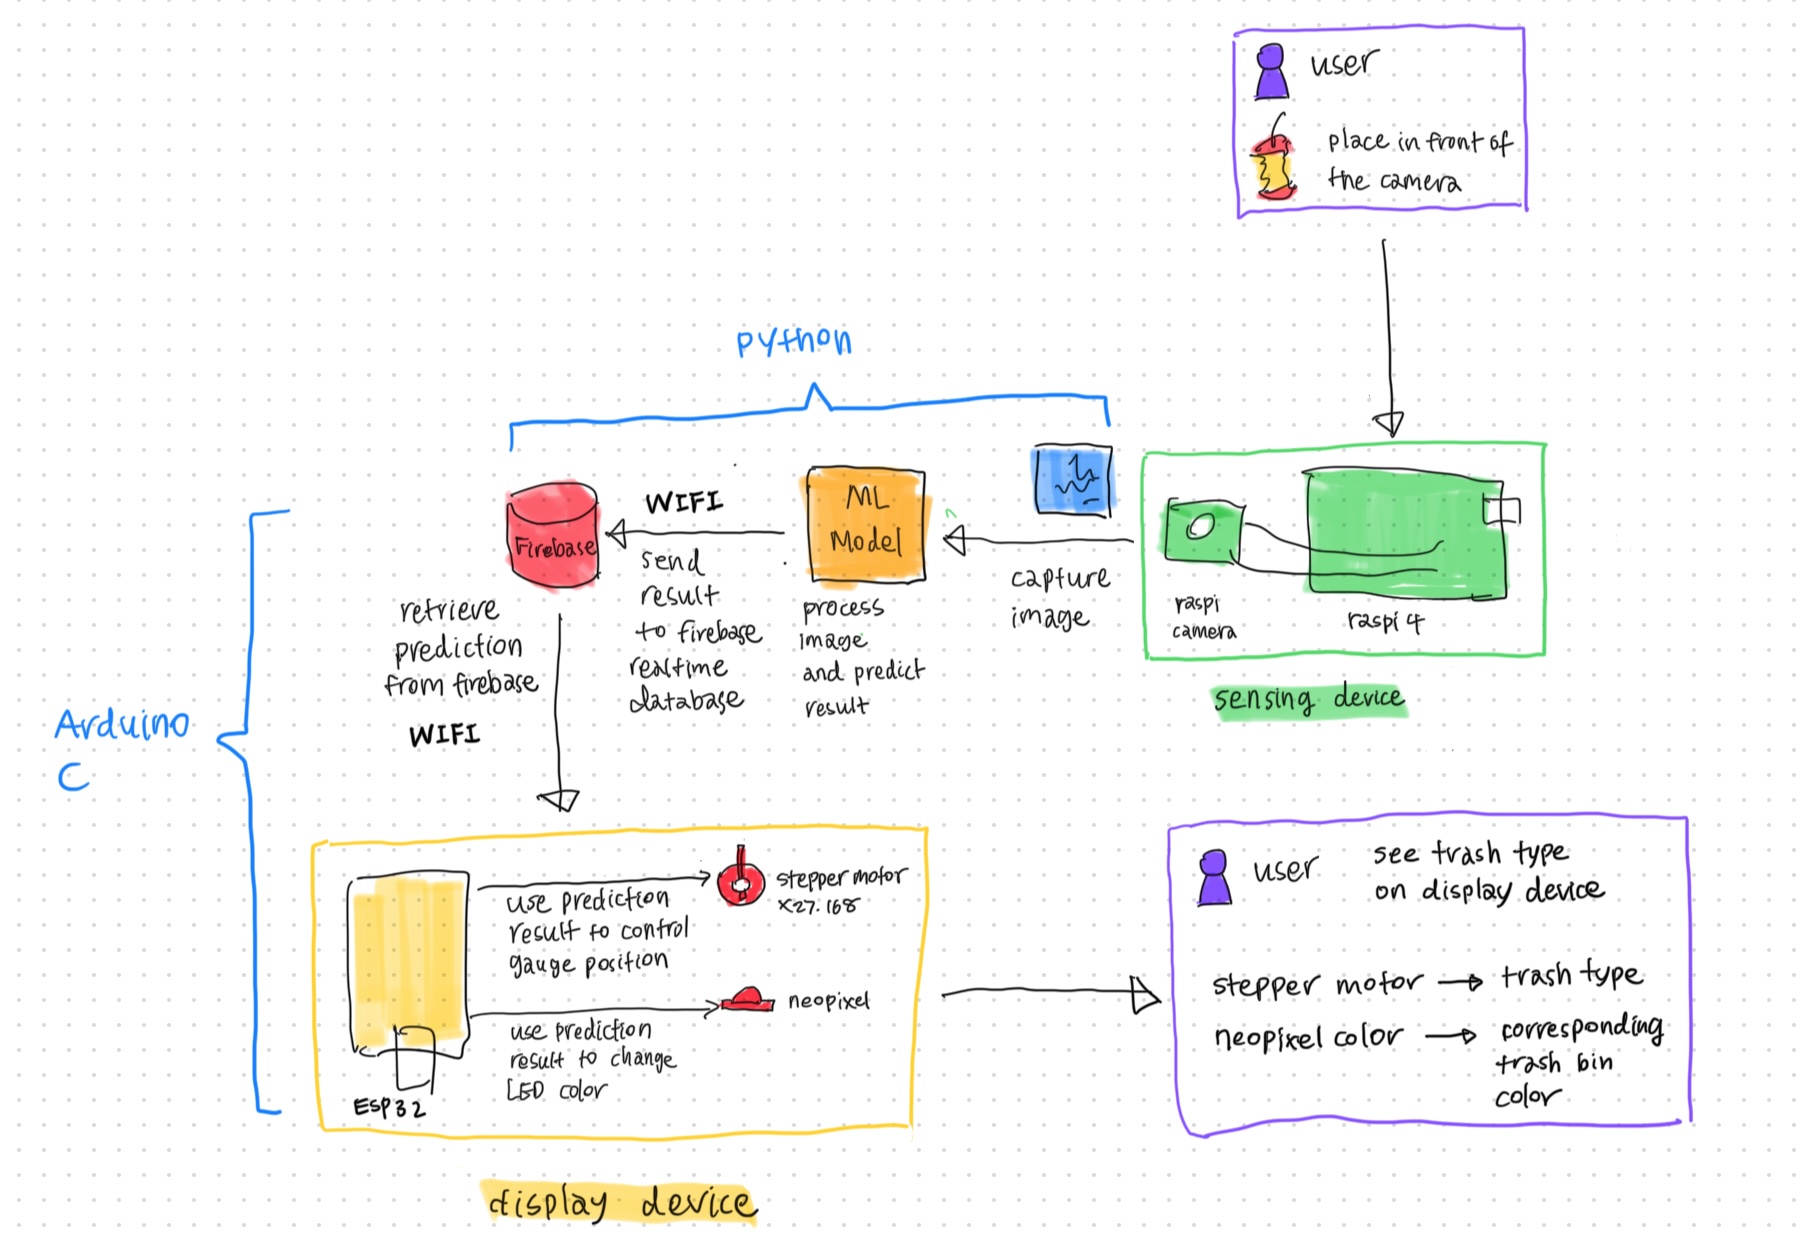 user
place in front of
the camera
python
WIFI
Firebase
ML
Model
send
result
to firebase
realtime
database
process
image
and predict
result
capture
image
raspi
camera
raspi 4
sensing device
retrieve
prediction
from firebase
WIFI
Arduino
C
use prediction
result to control
gauge position
stepper motor
x27.168
use prediction
result to change
LED color
neopixel
ESP32
display device
user
see trash type
on display device
stepper motor → trash type
neopixel color → corresponding
trash bin
color